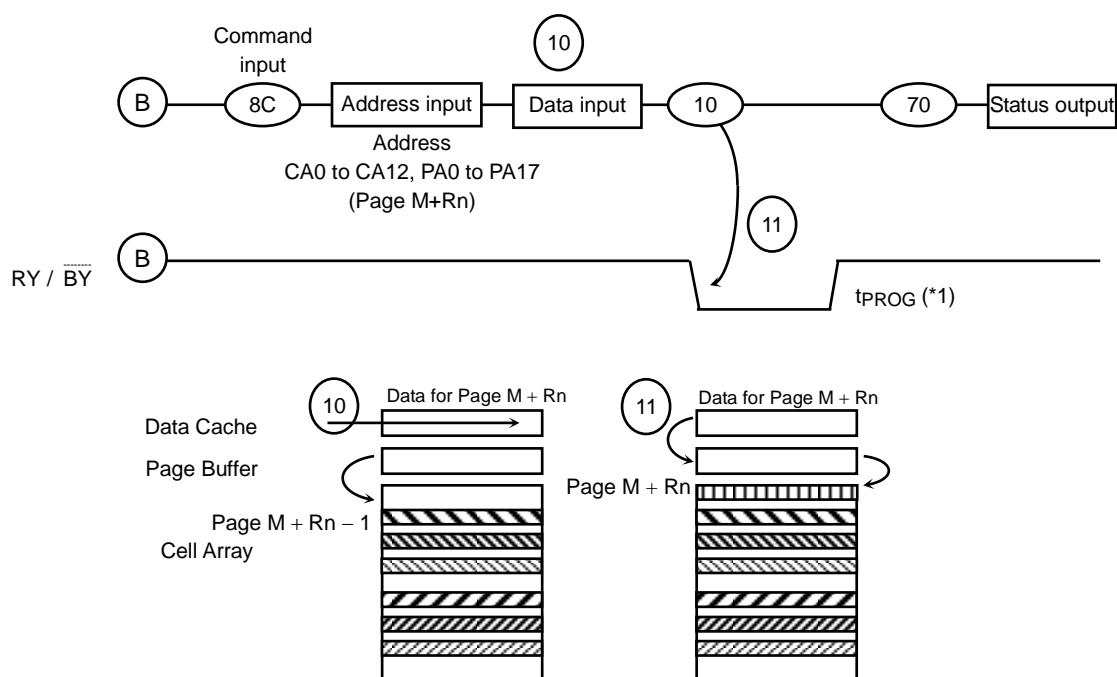 Command
input
10
B
8C
Address input
Data input
10
70
Status output
Address
CA0 to CA12, PA0 to PA17
(Page M+Rn)
11
B
RY / BY
tPROG (*1)
10
Data for Page M + Rn
11
Data for Page M + Rn
Data Cache
Page Buffer
Page M + Rn
Page M + Rn − 1
Cell Array